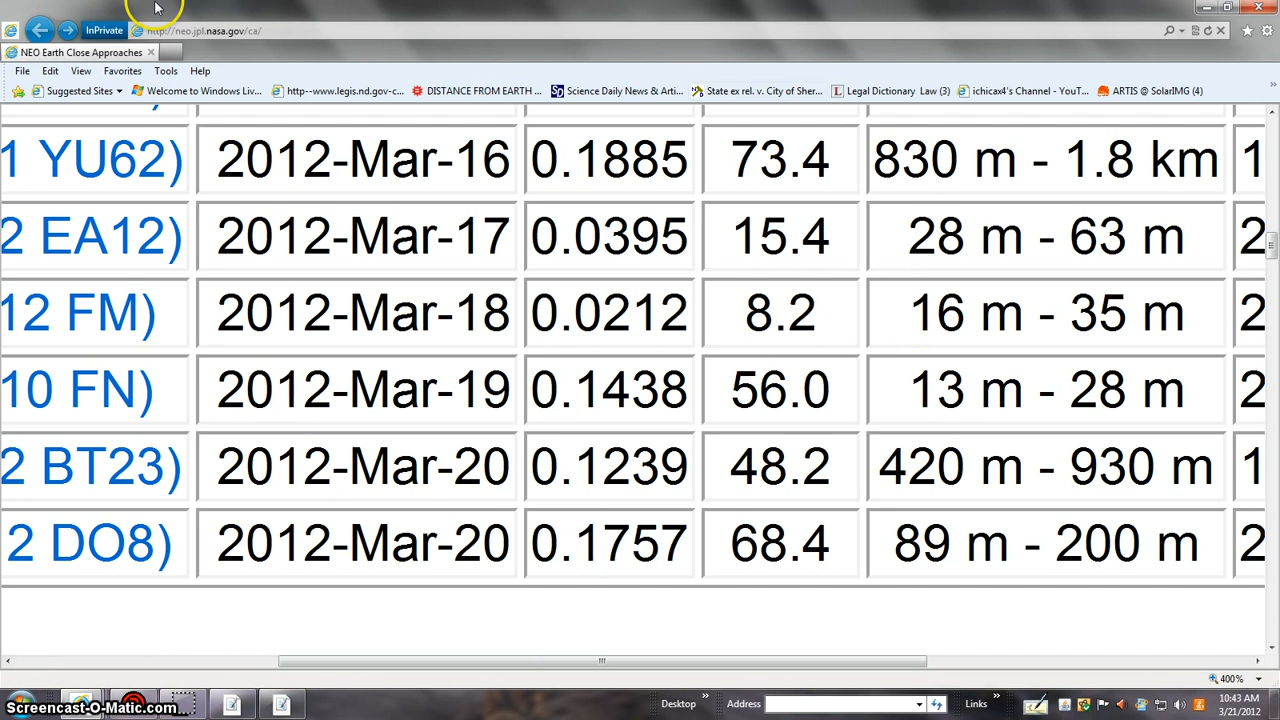 InPrivate http://neo.jpl.nasa.gov/ca/
NEO Earth Close Approaches
File Edit View Favorites Tools Help
Suggested Sites Welcome to Windows Liv... http--www.legis.nd.gov-c... DISTANCE FROM EARTH ... Science Daily News & Arti... State ex rel. v. City of Sher... Legal Dictionary Law (3) ichicax4's Channel - YouT... ARTIS @ SolarIMG (4)
1 YU62) 2012-Mar-16 0.1885 73.4 830 m - 1.8 km 1
2 EA12) 2012-Mar-17 0.0395 15.4 28 m - 63 m 2
12 FM) 2012-Mar-18 0.0212 8.2 16 m - 35 m 2
10 FN) 2012-Mar-19 0.1438 56.0 13 m - 28 m 2
2 BT23) 2012-Mar-20 0.1239 48.2 420 m - 930 m 1
2 DO8) 2012-Mar-20 0.1757 68.4 89 m - 200 m 2
400%
Desktop Address Links 10:43 AM
Screencast-O-Matic.com 3/21/2012